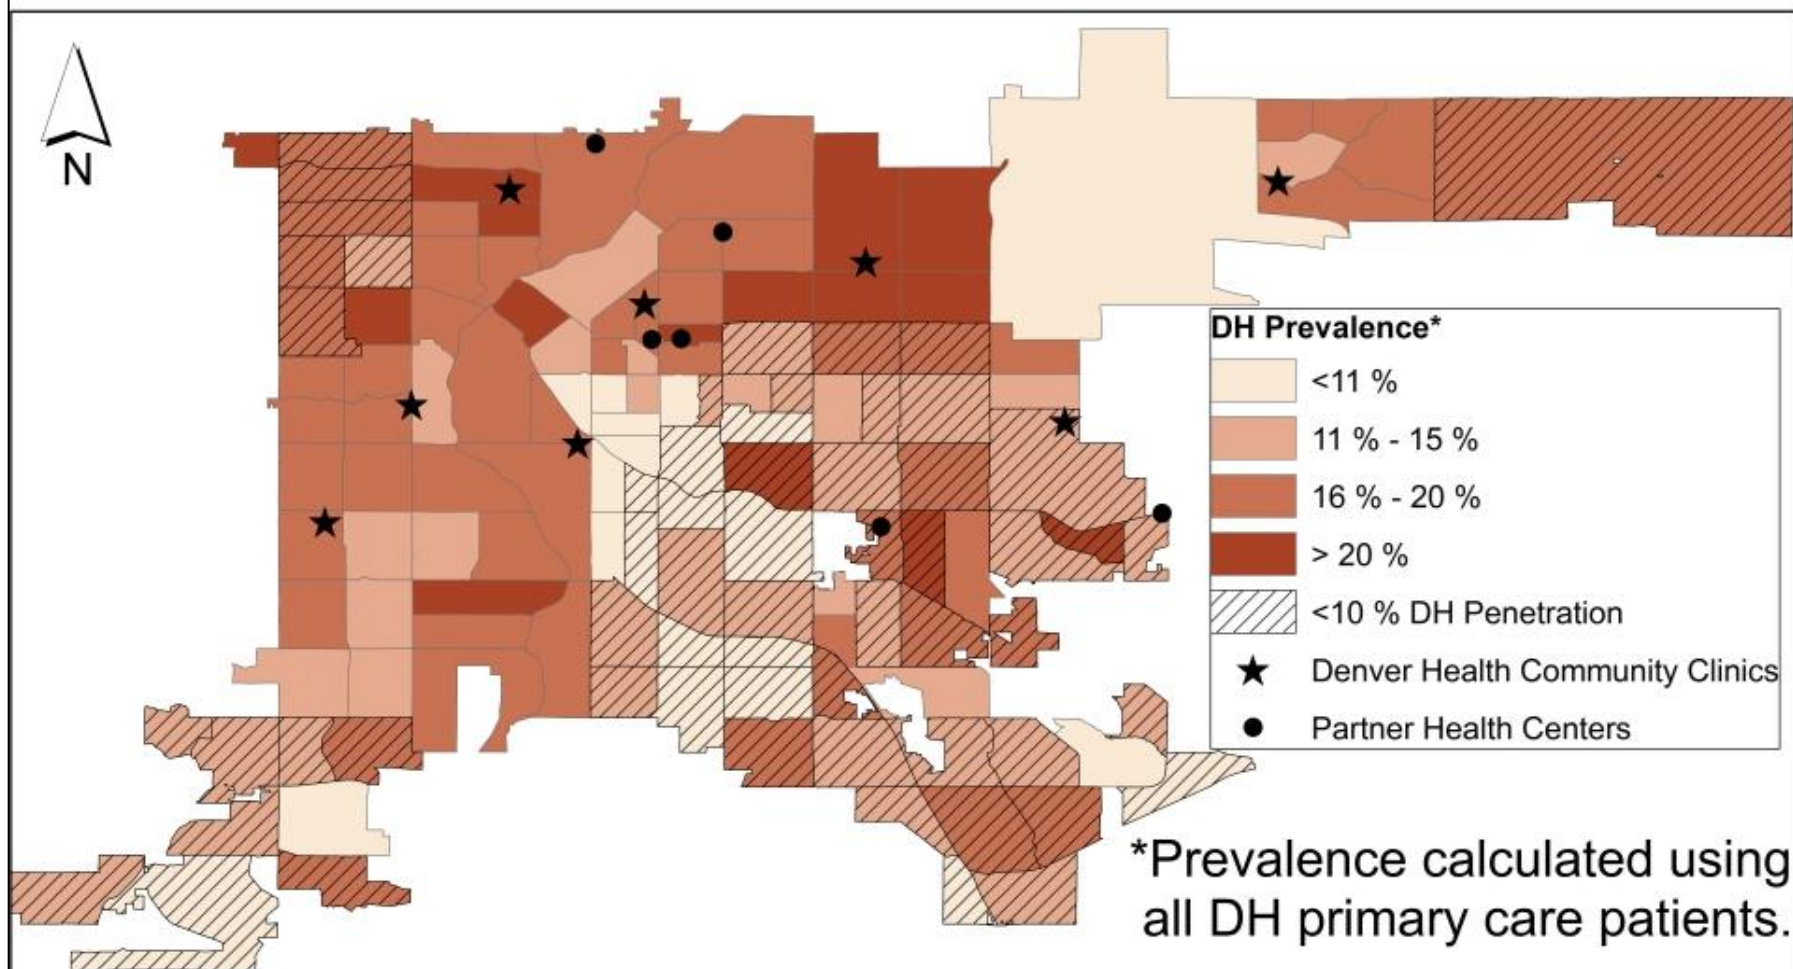 N
DH Prevalence*
<11 %
11 % - 15 %
16 % - 20 %
> 20 %
<10 % DH Penetration
Denver Health Community Clinics
Partner Health Centers
*Prevalence calculated using
all DH primary care patients.